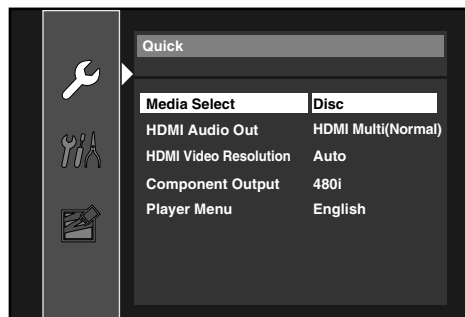 Quick
Media Select Disc
HDMI Audio Out HDMI Multi(Normal)
HDMI Video Resolution Auto
Component Output 480i
Player Menu English